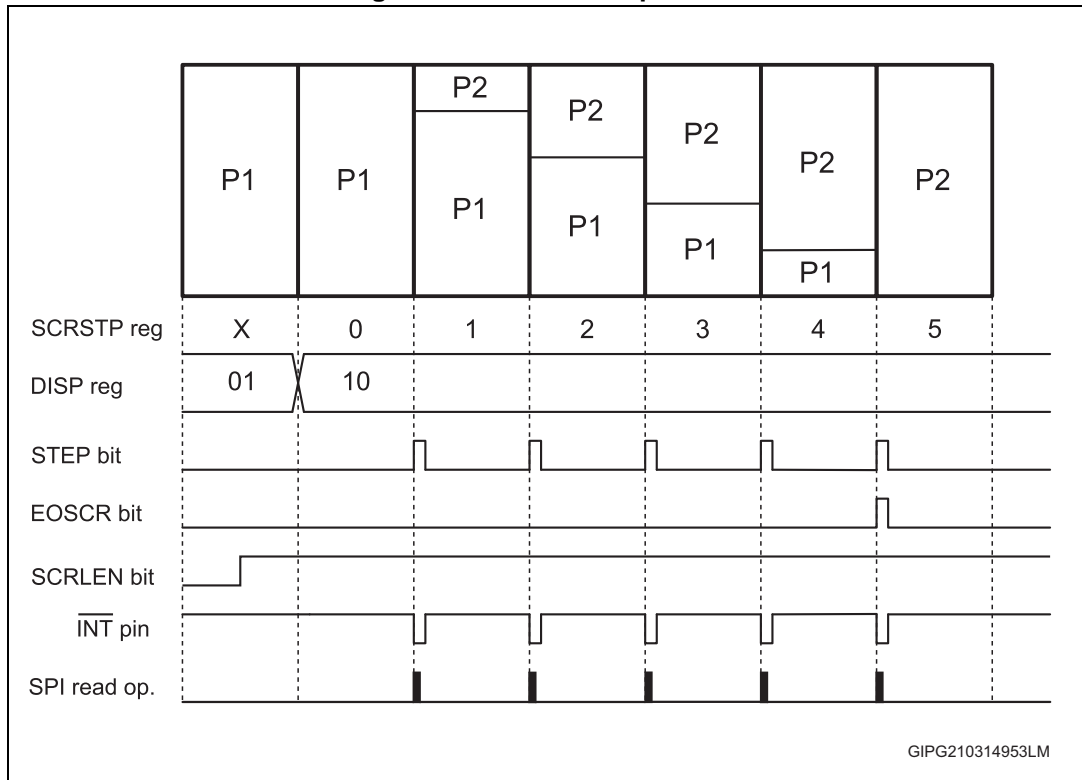 P2
P2
P2
P2
P1 P1 P2
P1
P1
P1
P1
SCRSTP reg X 0 1 2 3 4 5
DISP reg 01 10
STEP bit
EOSCR bit
SCRLEN bit
INT pin
SPI read op.
GIPG210314953LM